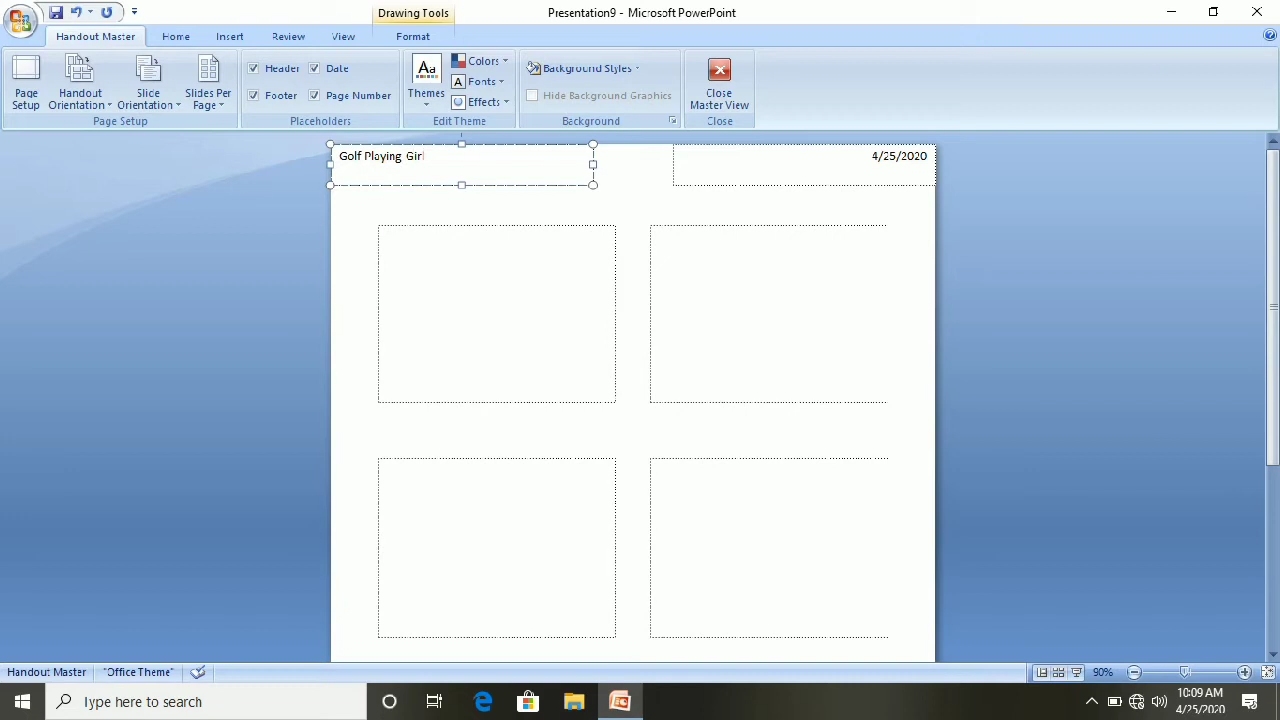 Drawing Tools
Presentation9 - Microsoft PowerPoint
Handout Master Home Insert Review View Format
Page Setup
Handout Orientation
Slide Orientation
Slides Per Page
Page Setup
Header Date
Footer Page Number
Placeholders
Themes
Colors
Fonts
Effects
Edit Theme
Background Styles
Hide Background Graphics
Background
Close Master View
Close
Golf Playing Girl
4/25/2020
Handout Master "Office Theme" 90%
Type here to search
10:09 AM
4/25/2020